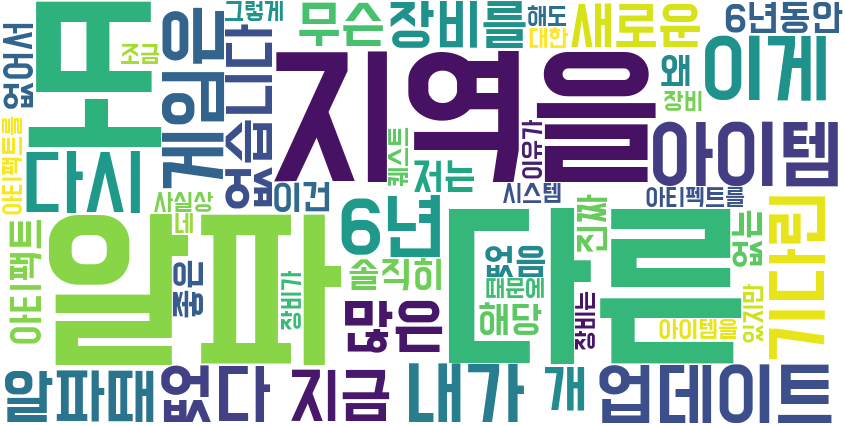 그렇게
무슨
장비를
해도
대한
새로운
6년동안
없어서
또
조금
게임은
없습니다
지역을
왜
이게
장비
아티팩트를
다시
퀘스트
저는
이유가
아이템
사실상
네
이건
시스템
아티펙트를
아티팩트
알파
6년
다른
진짜
없는
기다린
좋은
장비가
솔직히
없음
때문에
많은
해당
장비는
아이템을
있지만
알파때
없다
지금
내가
개
업데이트